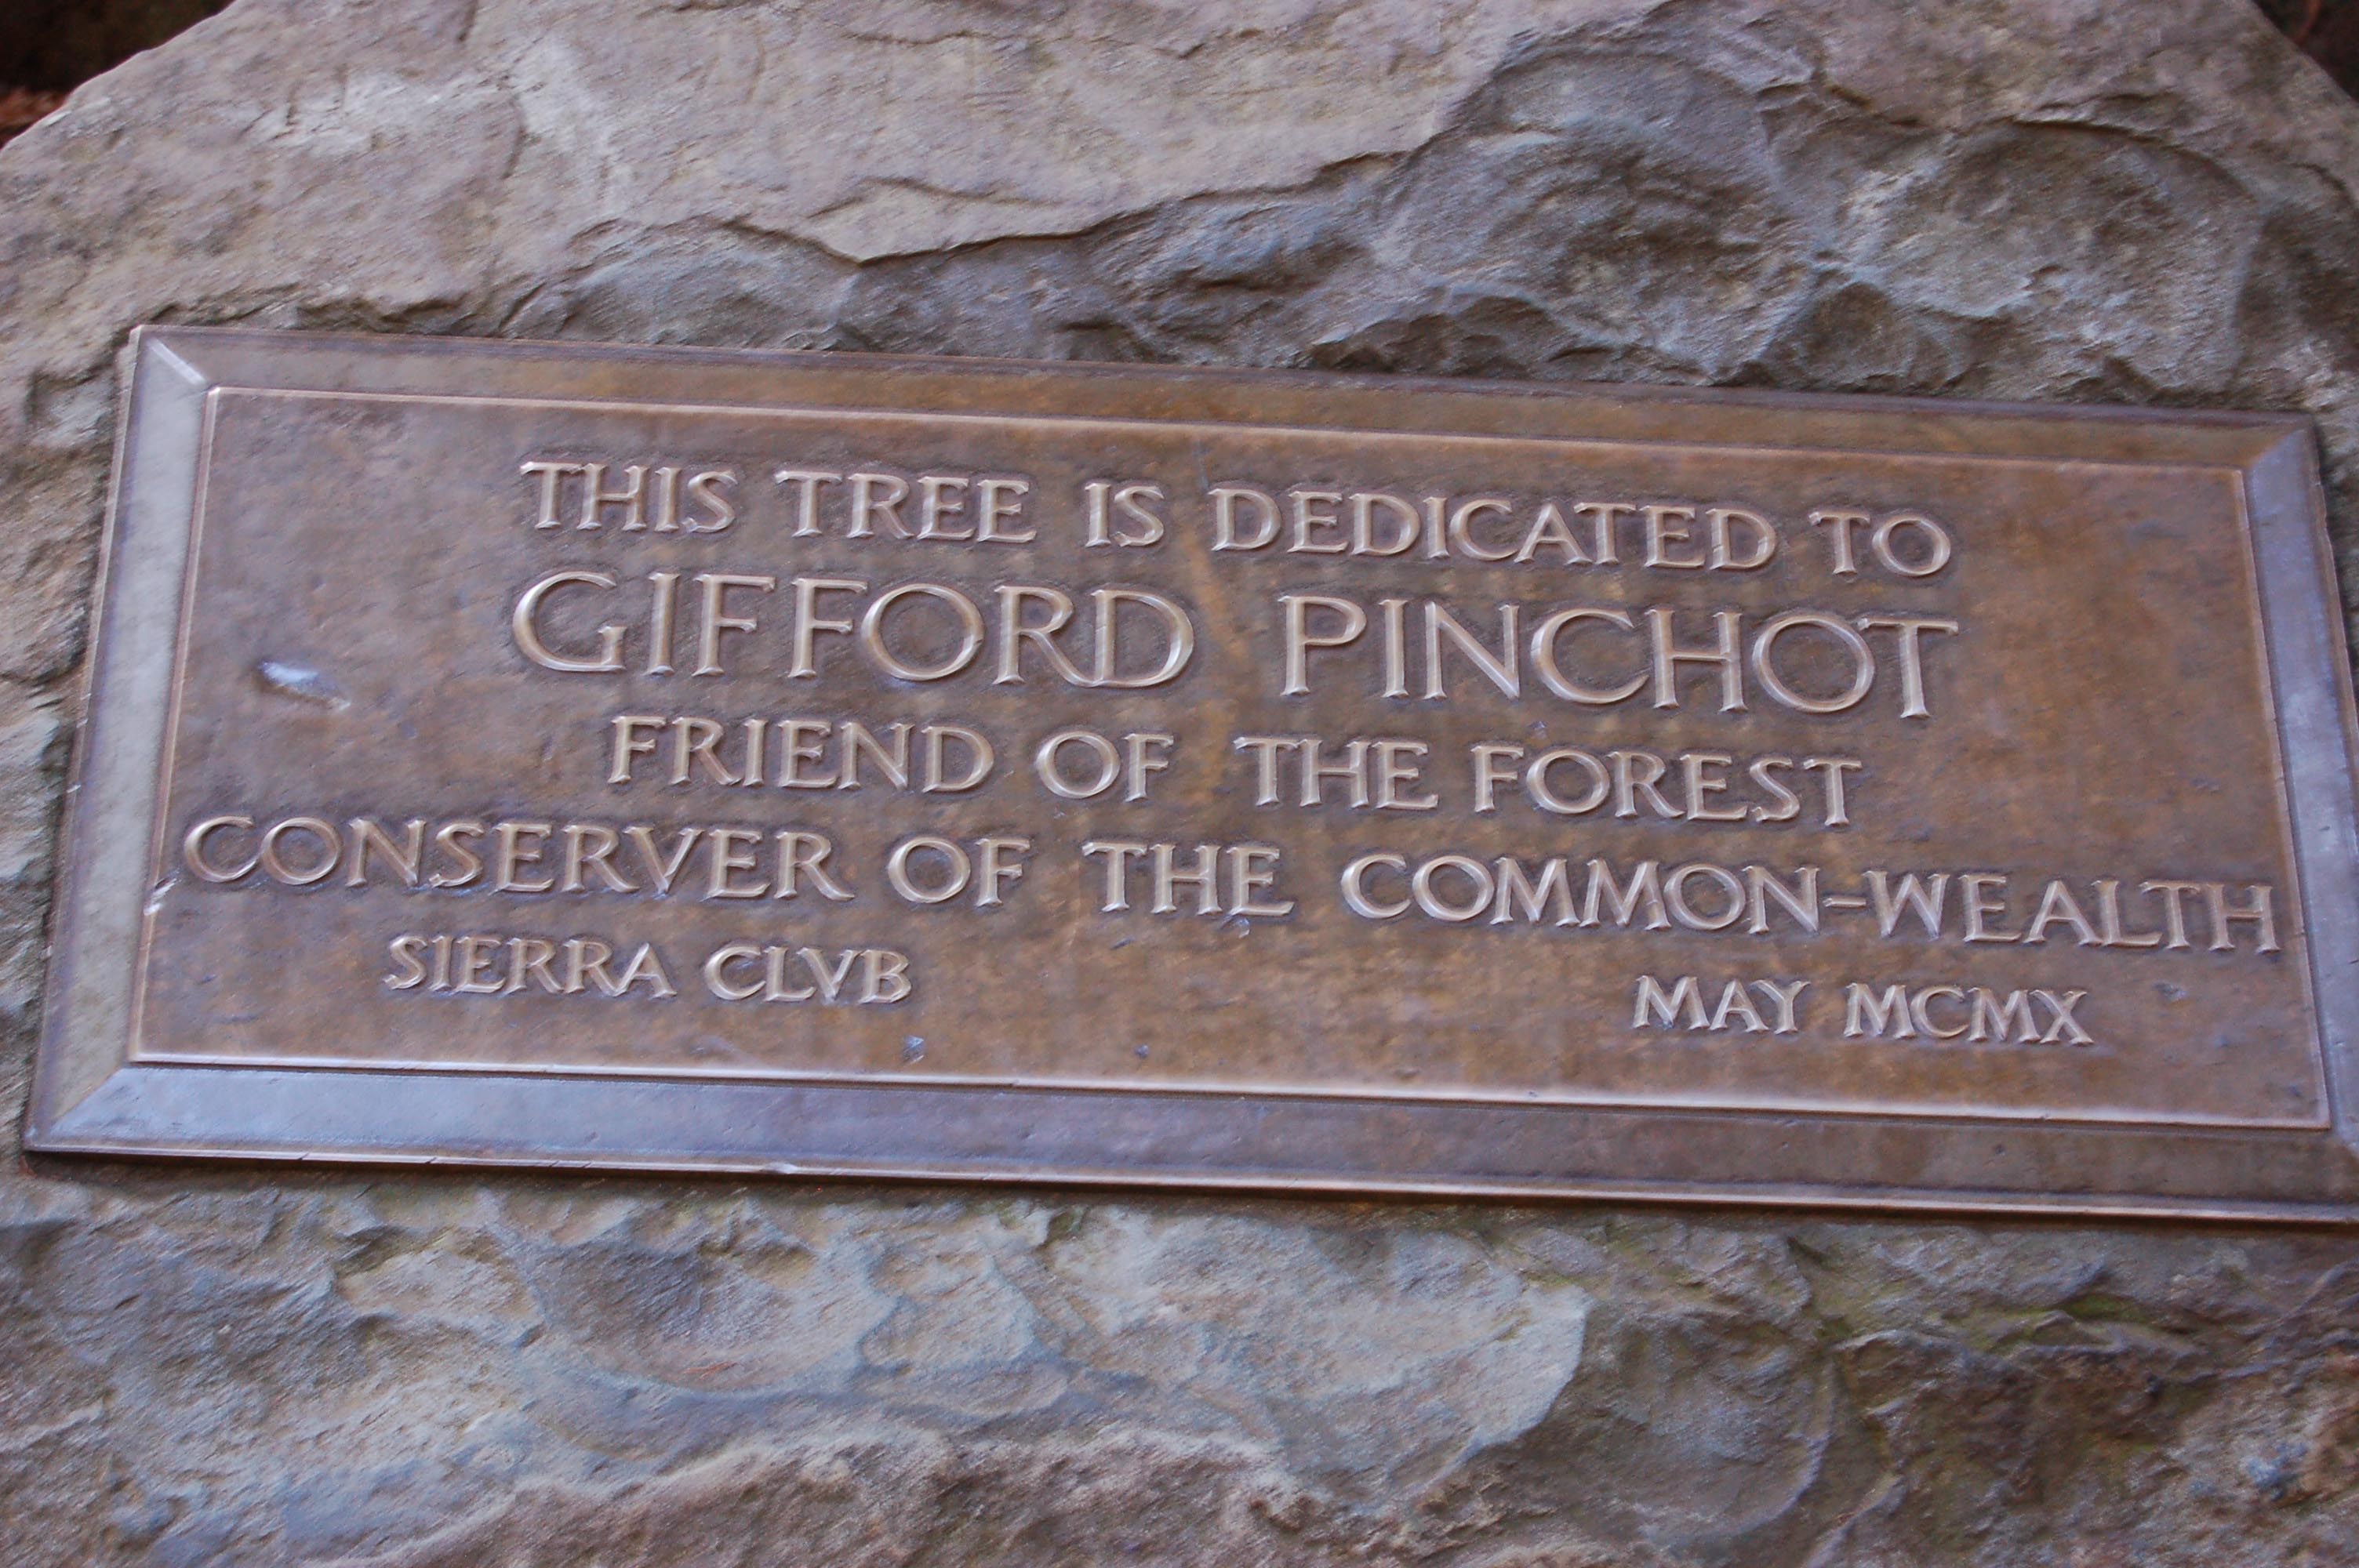 THIS TREE IS DEDICATED TO
GIFFORD PINCHOT
FRIEND OF THE FOREST
CONSERVER OF THE COMMON-WEALTH
SIERRA CLVB MAY MCMX